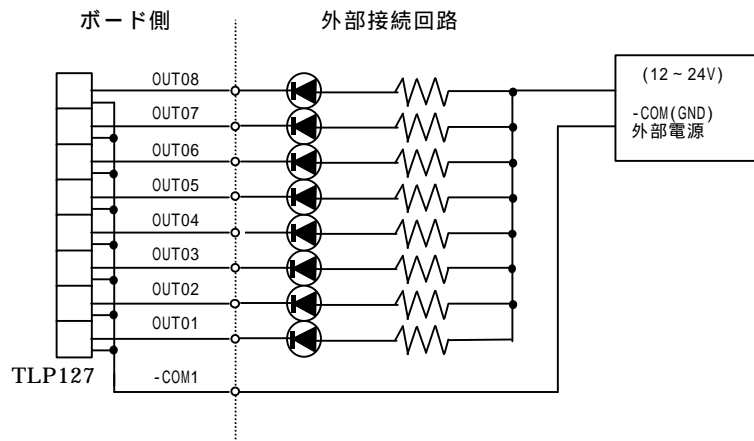 ボード側
外部接続回路
OUT08
OUT07
OUT06
OUT05
OUT04
OUT03
OUT02
OUT01
TLP127
-COM1
(12~24V)
-COM(GND)
外部電源